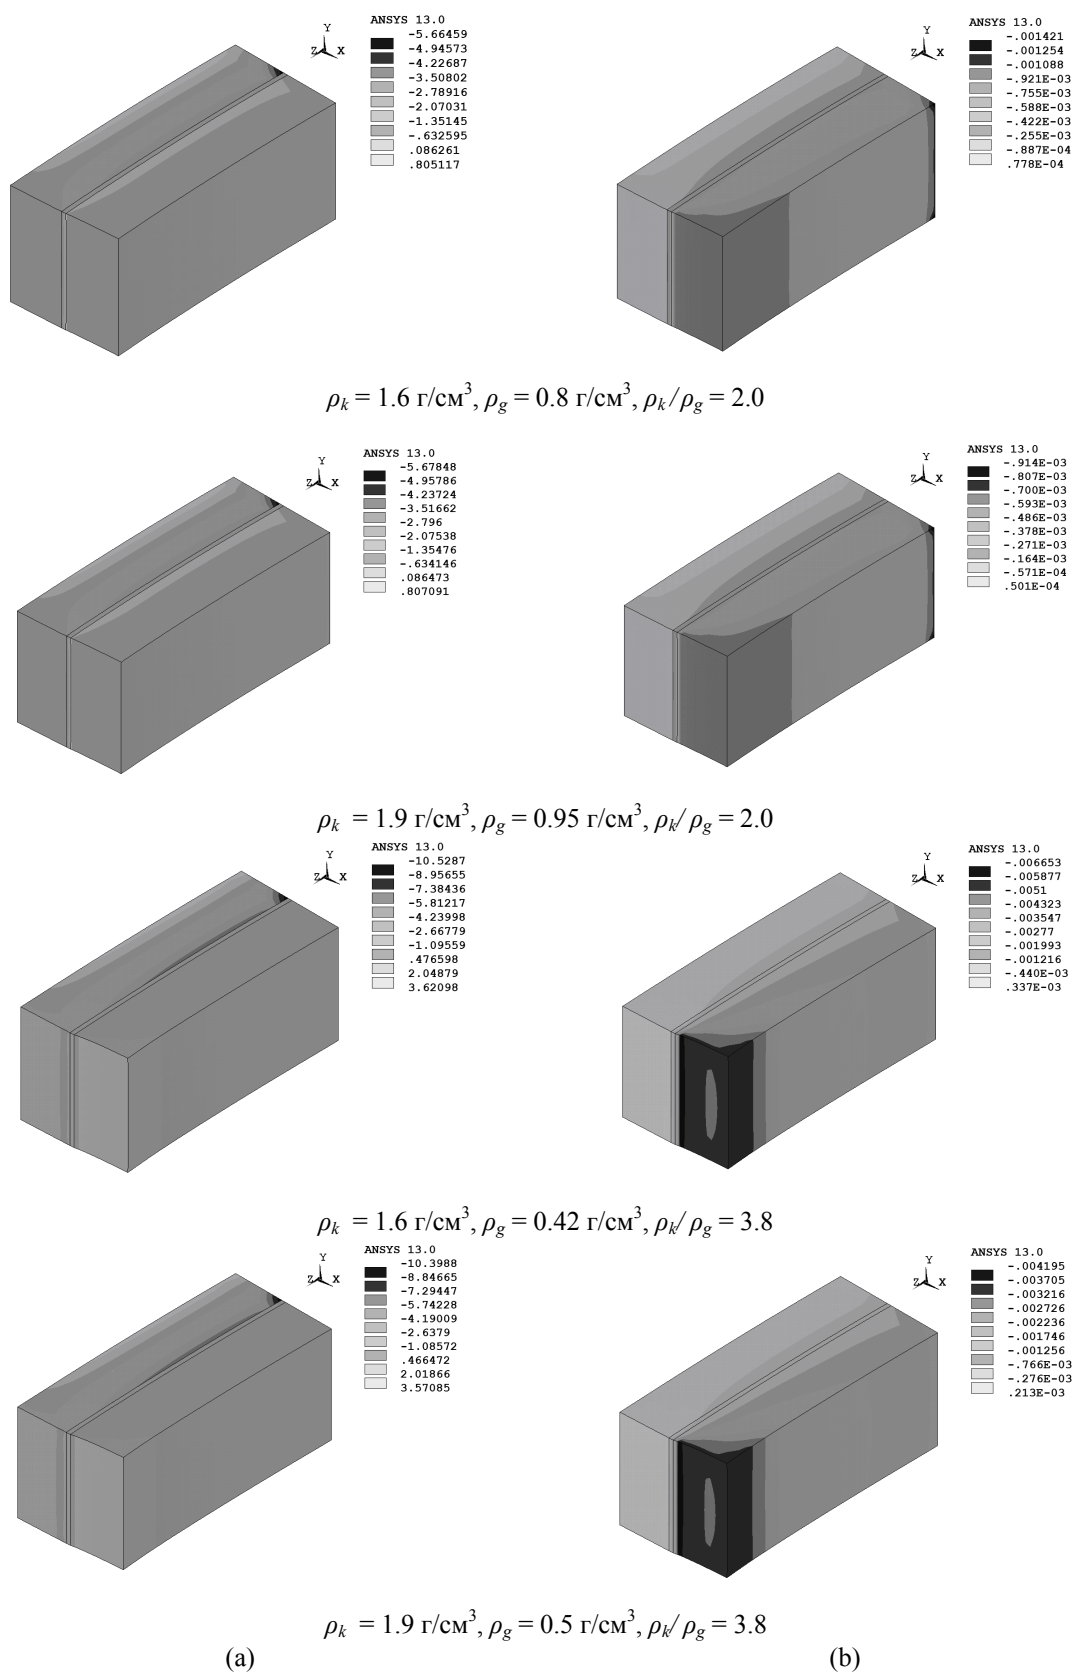 ANSYS 13.0
-5.66459
-4.94573
-4.22687
-3.50802
-2.78916
-2.07031
-1.35145
-.632595
.086261
.805117
Y
Z X
ANSYS 13.0
-.001421
-.001254
-.001088
-.921E-03
-.755E-03
-.588E-03
-.422E-03
-.255E-03
-.887E-04
.778E-04
Y
Z X
ρk = 1.6 г/см³, ρg = 0.8 г/см³, ρk/ρg = 2.0
ANSYS 13.0
-5.67848
-4.95786
-4.23724
-3.51662
-2.796
-2.07538
-1.35476
-.634146
.086473
.807091
Y
Z X
ANSYS 13.0
-.914E-03
-.807E-03
-.700E-03
-.593E-03
-.486E-03
-.378E-03
-.271E-03
-.164E-03
-.571E-04
.501E-04
Y
Z X
ρk = 1.9 г/см³, ρg = 0.95 г/см³, ρk/ρg = 2.0
ANSYS 13.0
-10.5287
-8.95655
-7.38436
-5.81217
-4.23998
-2.66779
-1.09559
.476598
2.04879
3.62098
Y
Z X
ANSYS 13.0
-.006653
-.005877
-.0051
-.004323
-.003547
-.00277
-.001993
-.001216
-.440E-03
.337E-03
Y
Z X
ρk = 1.6 г/см³, ρg = 0.42 г/см³, ρk/ρg = 3.8
ANSYS 13.0
-10.3988
-8.84665
-7.29447
-5.74228
-4.19009
-2.6379
-1.08572
.466472
2.01866
3.57085
Y
Z X
ANSYS 13.0
-.004195
-.003705
-.003216
-.002726
-.002236
-.001746
-.001256
-.766E-03
-.276E-03
.213E-03
Y
Z X
ρk = 1.9 г/см³, ρg = 0.5 г/см³, ρk/ρg = 3.8
(a) (b)